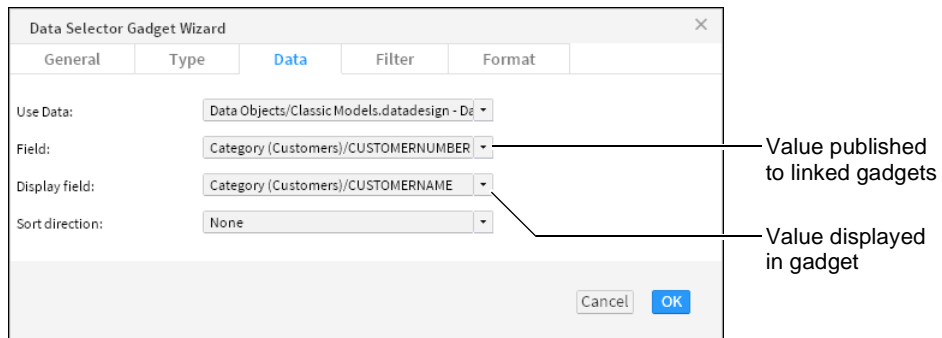 Data Selector Gadget Wizard
General Type Data Filter Format
Use Data: Data Objects/Classic Models.datadesign - Da
Field: Category (Customers)/CUSTOMERNUMBER
Value published
to linked gadgets
Display field: Category (Customers)/CUSTOMERNAME
Sort direction: None
Value displayed
in gadget
Cancel OK